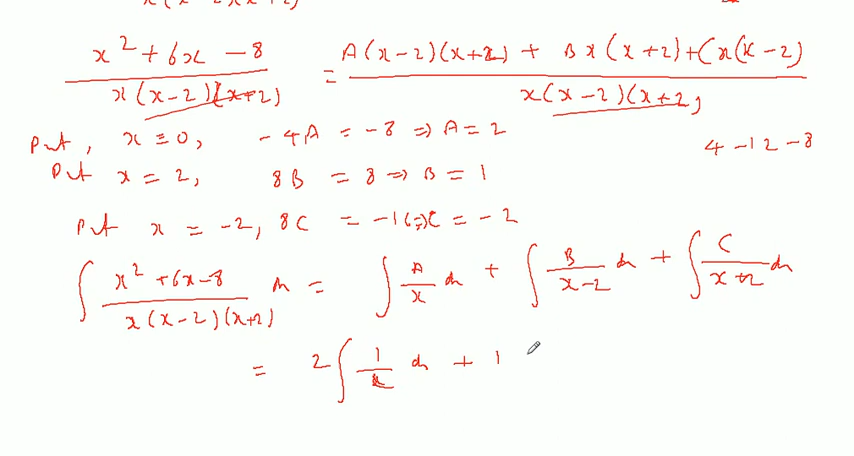 x² + 6x − 8 / x(x−2)(x+2) = A(x−2)(x+2) + Bx(x+2) + Cx(x−2) / x(x−2)(x+2)
Put, x = 0, −4A = −8 ⇒ A = 2
4 − 12 − 8
Put x = 2, 8B = 8 ⇒ B = 1
Put x = −2, 8C = −16 ⇒ C = −2
∫ x² + 6x − 8 / x(x−2)(x+2) dx = ∫ A/x dx + ∫ B/x−2 dx + ∫ C/x+2 dx
= 2 ∫ 1/x dx + 1